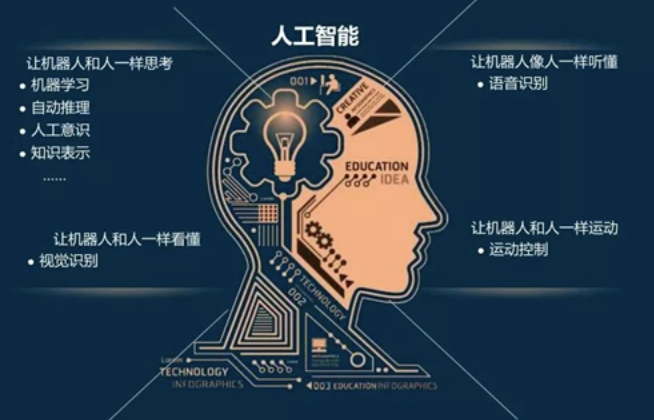 人工智能
让机器人和人一样思考
• 机器学习
• 自动推理
• 人工意识
• 知识表示
……
让机器人像人一样听懂
• 语音识别
让机器人和人一样看懂
• 视觉识别
让机器人和人一样运动
• 运动控制
001
CREATIVE
INFOGRAPHICS
EDUCATION
IDEA
TECHNOLOGY
002
Lorem
TECHNOLOGY
INFOGRAPHICS
003 EDUCATION INFOGRAPHICS